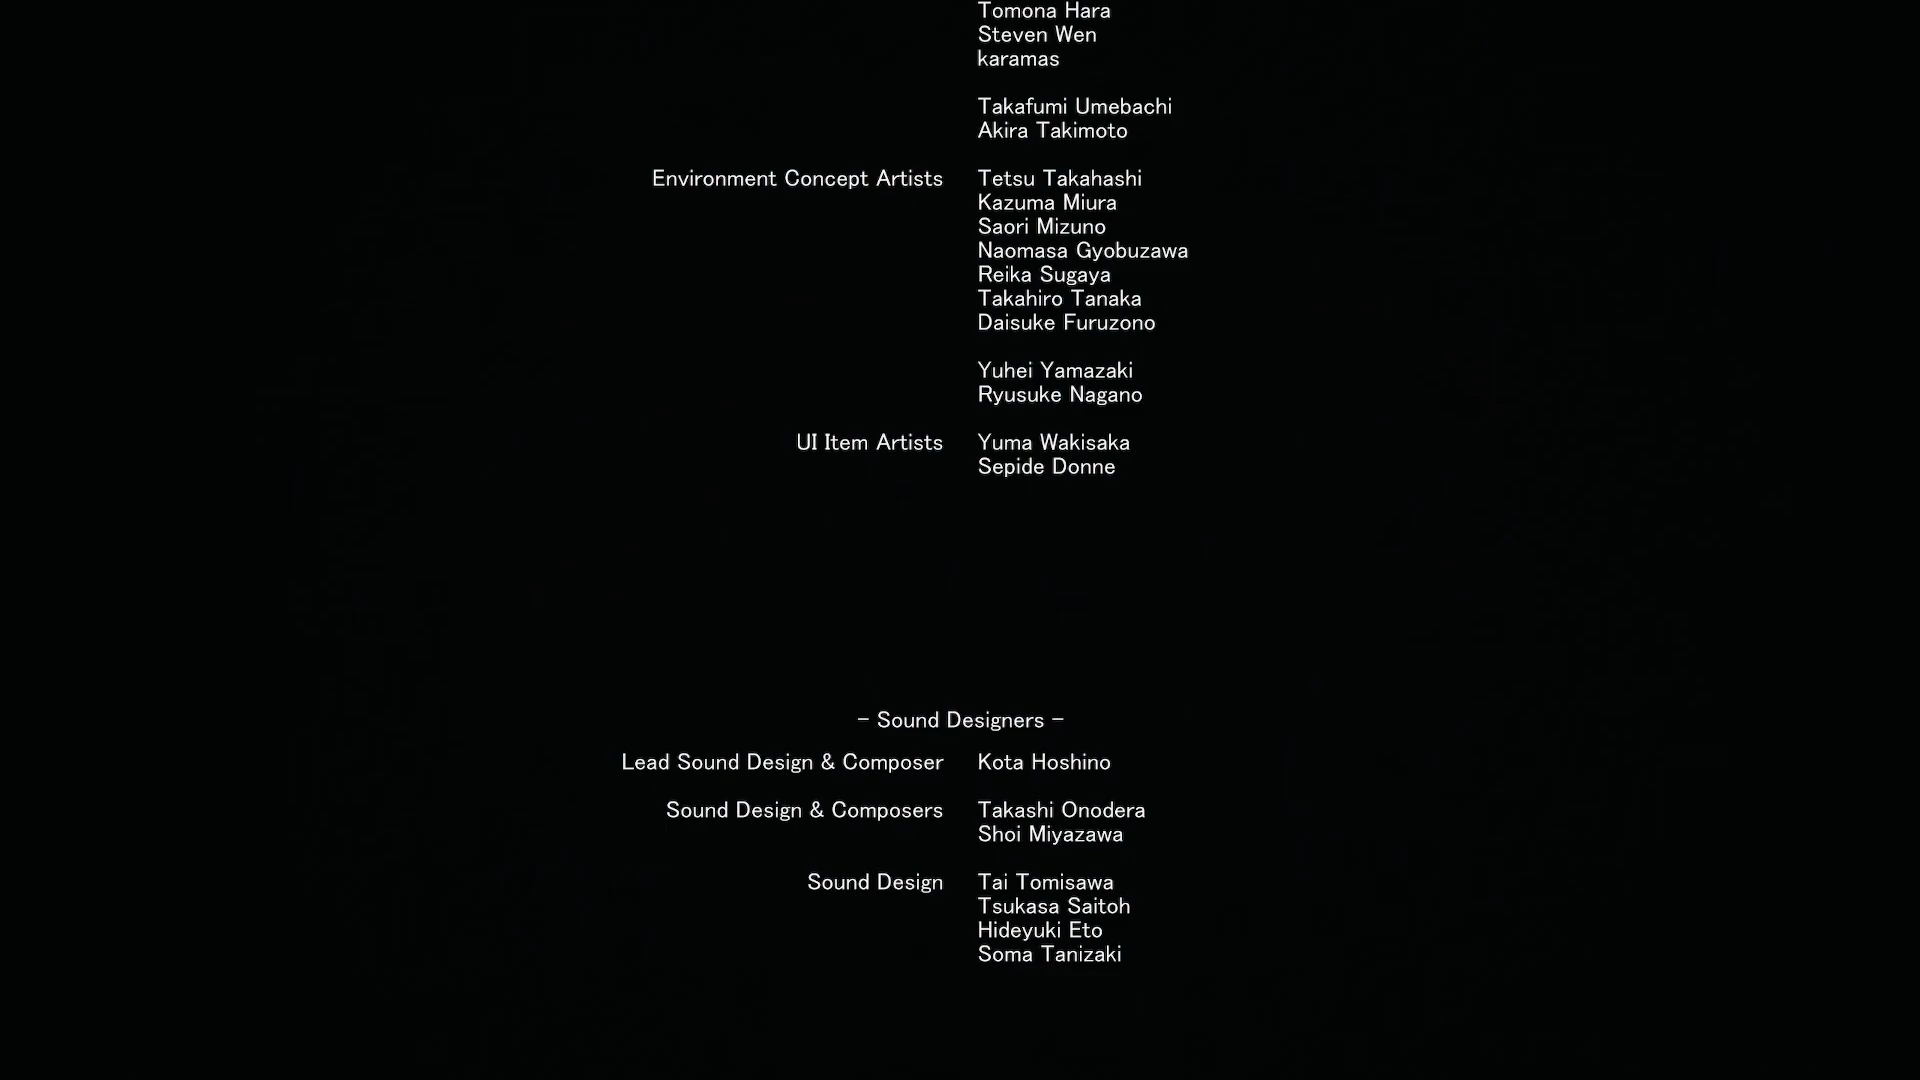 Tomona Hara
Steven Wen
karamas
Takafumi Umebachi
Akira Takimoto
Environment Concept Artists Tetsu Takahashi
Kazuma Miura
Saori Mizuno
Naomasa Gyobuzawa
Reika Sugaya
Takahiro Tanaka
Daisuke Furuzono
Yuhei Yamazaki
Ryusuke Nagano
UI Item Artists Yuma Wakisaka
Sepide Donne
- Sound Designers -
Lead Sound Design & Composer Kota Hoshino
Sound Design & Composers Takashi Onodera
Shoi Miyazawa
Sound Design Tai Tomisawa
Tsukasa Saitoh
Hideyuki Eto
Soma Tanizaki